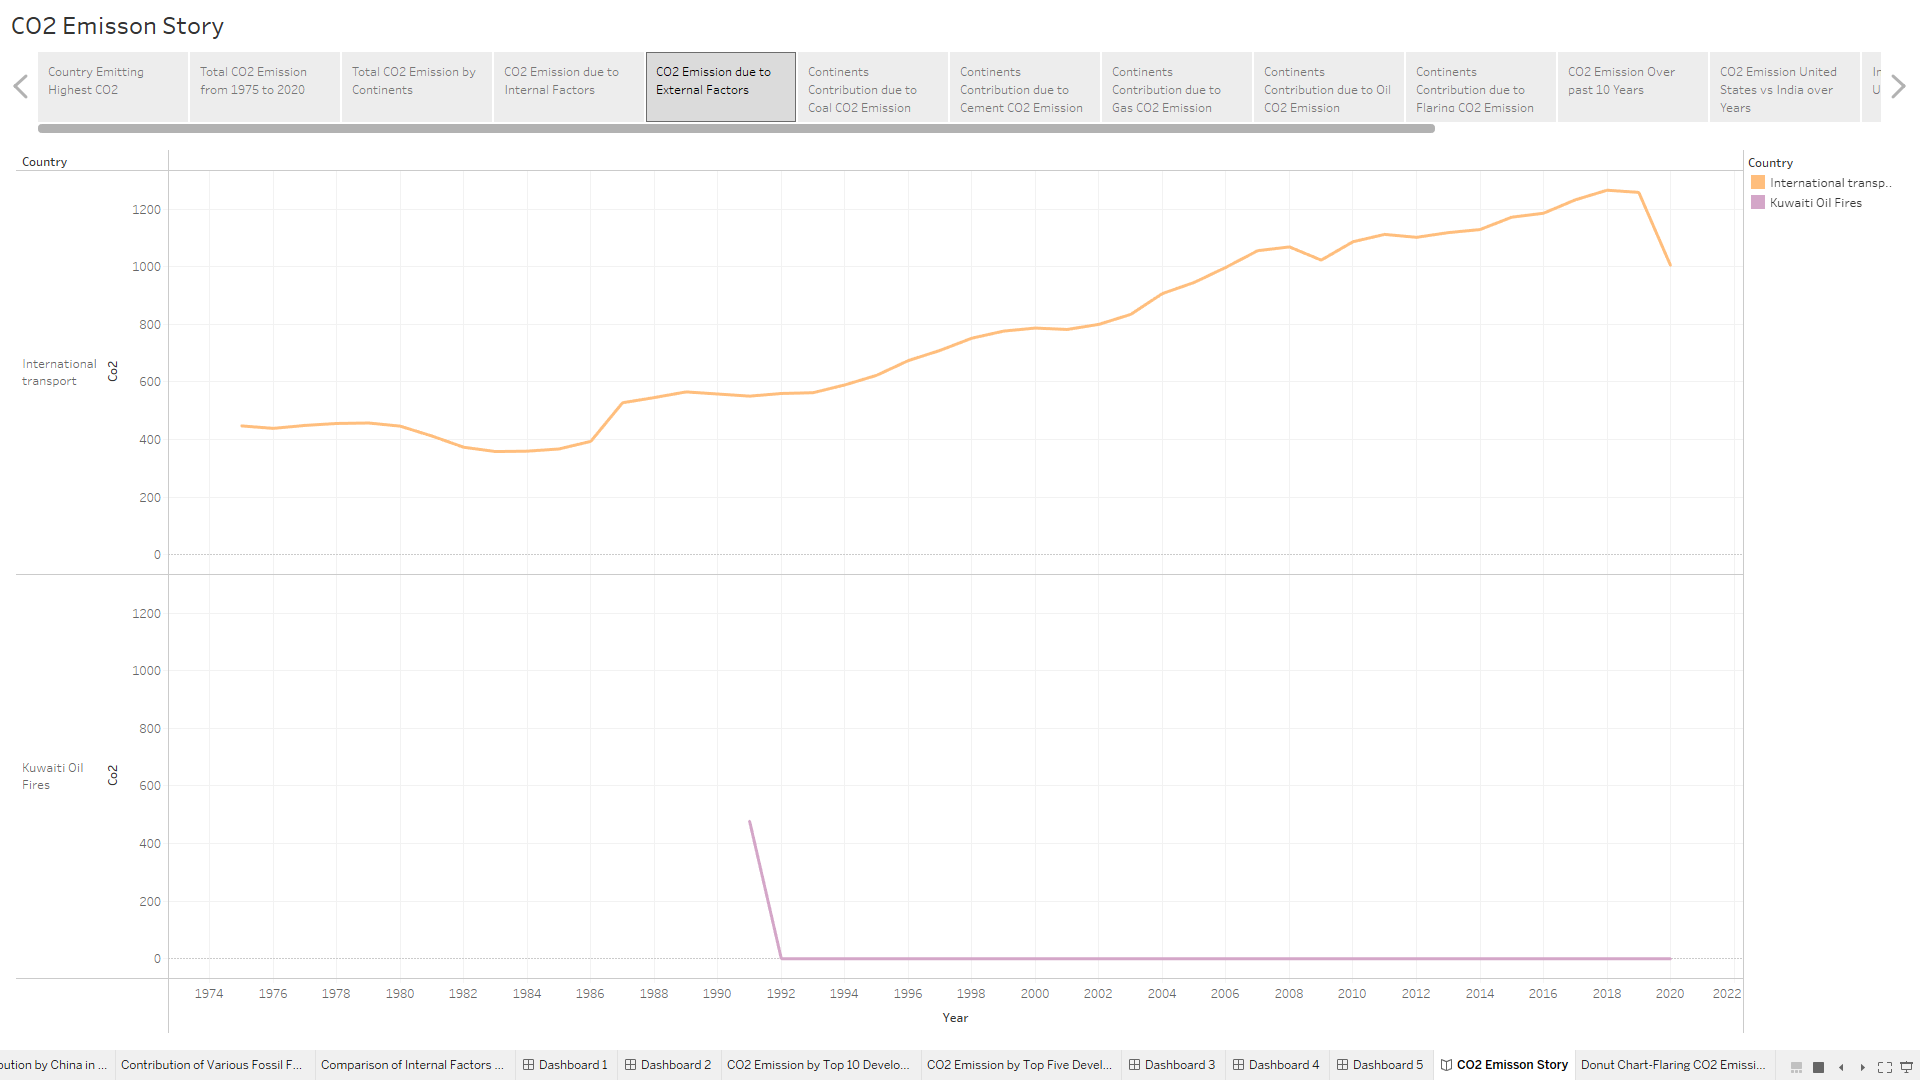 CO2 Emisson Story
Country Emitting
Highest CO2
Total CO2 Emission
from 1975 to 2020
Total CO2 Emission by
Continents
CO2 Emission due to
Internal Factors
CO2 Emission due to
External Factors
Continents
Contribution due to
Coal CO2 Emission
Continents
Contribution due to
Cement CO2 Emission
Continents
Contribution due to
Gas CO2 Emission
Continents
Contribution due to Oil
CO2 Emission
Continents
Contribution due to
Flaring CO2 Emission
CO2 Emission Over
past 10 Years
CO2 Emission United
States vs India over
Years
Country
International
transport
Co2
1200
1000
800
600
400
200
0
Kuwaiti Oil
Fires
Co2
1200
1000
800
600
400
200
0
1974 1976 1978 1980 1982 1984 1986 1988 1990 1992 1994 1996 1998 2000 2002 2004 2006 2008 2010 2012 2014 2016 2018 2020 2022
Year
Country
International transp..
Kuwaiti Oil Fires
bution by China in ...
Contribution of Various Fossil F...
Comparison of Internal Factors ...
Dashboard 1
Dashboard 2
CO2 Emission by Top 10 Develo...
CO2 Emission by Top Five Devel...
Dashboard 3
Dashboard 4
Dashboard 5
CO2 Emisson Story
Donut Chart-Flaring CO2 Emissi...